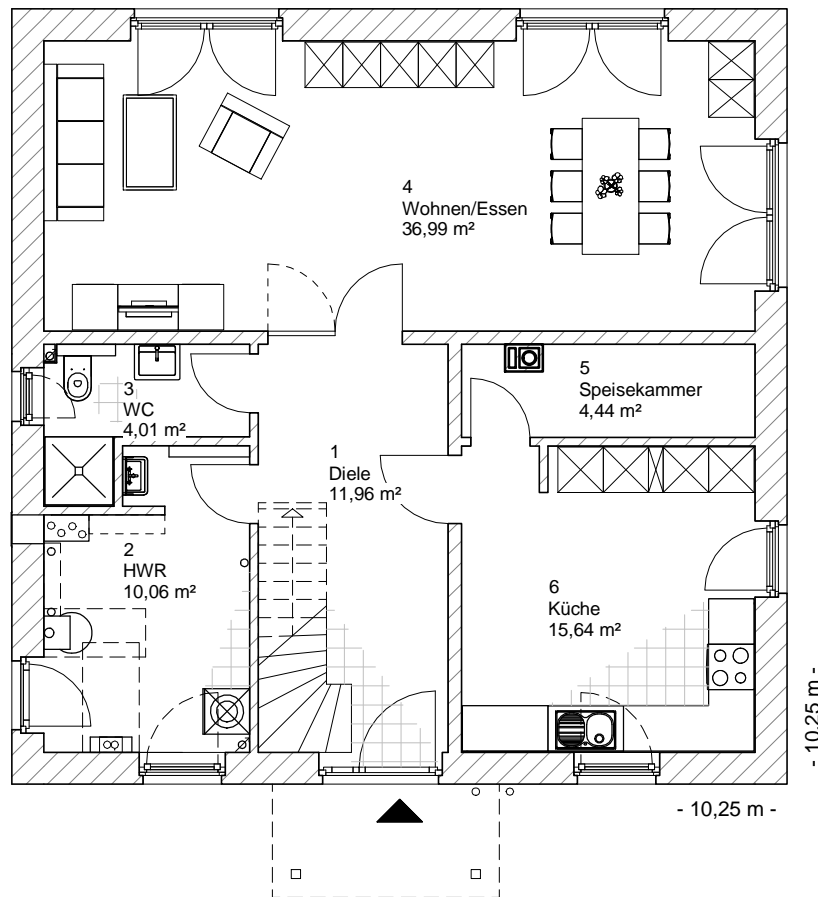 4
Wohnen/Essen
36,99 m²
5
Speisekammer
4,44 m²
3
WC
4,01 m²
1
Diele
11,96 m²
2
HWR
10,06 m²
6
Küche
15,64 m²
- 10,25 m -
- 10,25 m -